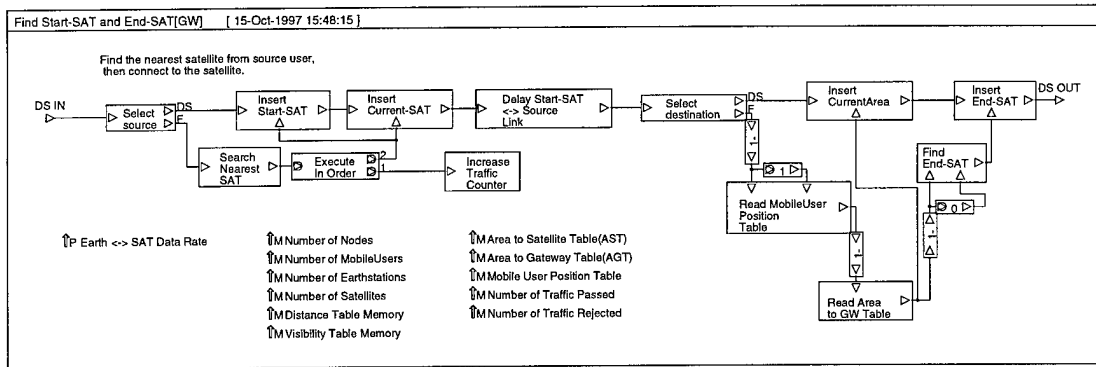 Find Start-SAT and End-SAT[GW] [ 15-Oct-1997 15:48:15 ]
Find the nearest satellite from source user,
then connect to the satellite.
DS IN
Select
source
DS
F
Insert
Start-SAT
Insert
Current-SAT
Delay Start-SAT
<-> Source
Link
Select
destination
DS
F
Insert
CurrentArea
Insert
End-SAT
DS OUT
Search
Nearest
SAT
Execute
In Order
2
1
Increase
Traffic
Counter
1-
1
Read MobileUser
Position
Table
1-
Read Area
to GW Table
1-
0
Find
End-SAT
⇑P Earth <-> SAT Data Rate
⇑M Number of Nodes
⇑M Number of MobileUsers
⇑M Number of Earthstations
⇑M Number of Satellites
⇑M Distance Table Memory
⇑M Visibility Table Memory
⇑M Area to Satellite Table(AST)
⇑M Area to Gateway Table(AGT)
⇑M Mobile User Position Table
⇑M Number of Traffic Passed
⇑M Number of Traffic Rejected